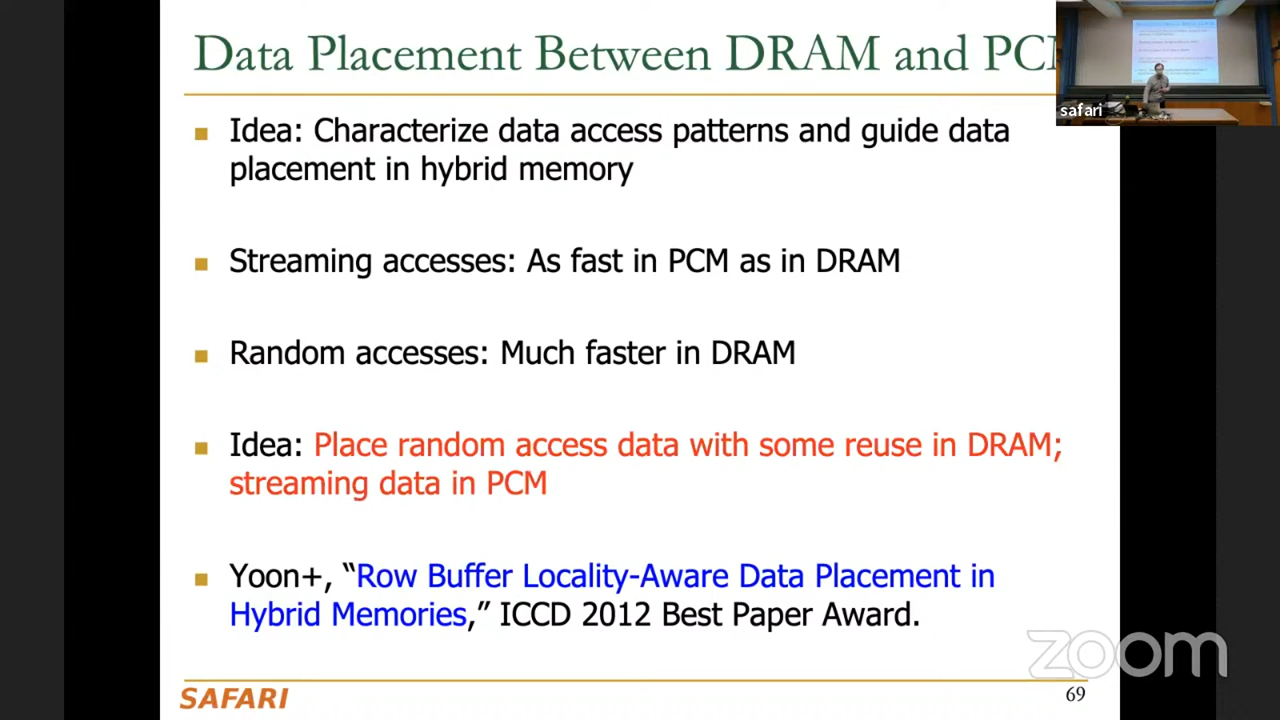 Data Placement Between DRAM and PC
safari
Idea: Characterize data access patterns and guide data
placement in hybrid memory
Streaming accesses: As fast in PCM as in DRAM
Random accesses: Much faster in DRAM
Idea: Place random access data with some reuse in DRAM;
streaming data in PCM
Yoon+, “Row Buffer Locality-Aware Data Placement in
Hybrid Memories,” ICCD 2012 Best Paper Award.
zoom
SAFARI
69